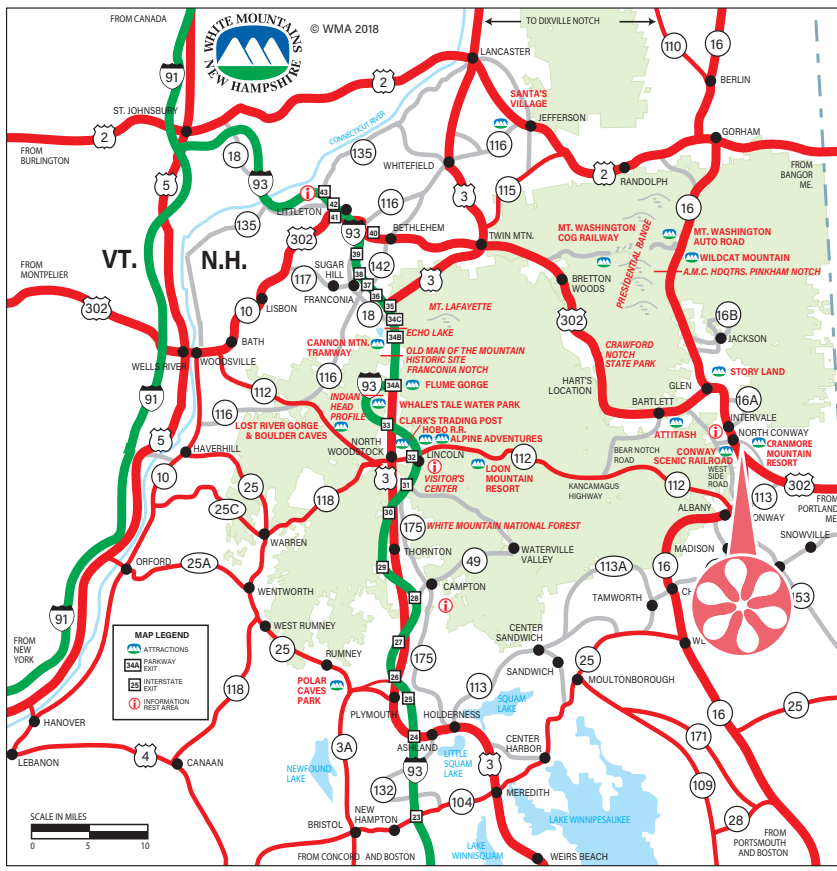 FROM CANADA
WHITE MOUNTAINS
NEW HAMPSHIRE
© WMA 2018
TO DIXVILLE NOTCH
91
93
2
110
16
LANCASTER
BERLIN
SANTA'S
VILLAGE
JEFFERSON
ST. JOHNSBURY
CONNECTICUT RIVER
GORHAM
2
18
135
116
FROM
BURLINGTON
WHITEFIELD
FROM
BANGOR
ME.
5
93
3
2
RANDOLPH
43
LITTLETON
42
41
116
115
16
135
302
93
40
BETHLEHEM
TWIN MTN.
MT. WASHINGTON
COG RAILWAY
PRESIDENTIAL RANGE
MT. WASHINGTON
AUTO ROAD
WILDCAT MOUNTAIN
A.M.C. HDQTRS. PINKHAM NOTCH
VT.
N.H.
39
142
FROM
MONTPELIER
117
SUGAR
HILL
38
37
36
3
BRETTON
WOODS
302
10
LISBON
FRANCONIA
35
18
34C
MT. LAFAYETTE
302
16B
JACKSON
BATH
ECHO LAKE
34B
CANNON MTN.
TRAMWAY
OLD MAN OF THE MOUNTAIN
HISTORIC SITE
FRANCONIA NOTCH
CRAWFORD
NOTCH
STATE PARK
WELLS RIVER
WOODSVILLE
116
HART'S
LOCATION
GLEN
STORY LAND
91
112
93
34A
FLUME GORGE
BARTLETT
16A
INDIAN
HEAD
PROFILE
WHALE'S TALE WATER PARK
INTERVALE
116
LOST RIVER GORGE
& BOULDER CAVES
33
CLARK'S TRADING POST
HOBO R.R.
ALPINE ADVENTURES
ATTITASH
NORTH CONWAY
CRANMORE
MOUNTAIN
RESORT
5
HAVERHILL
NORTH
WOODSTOCK
32
LINCOLN
112
BEAR NOTCH
ROAD
CONWAY
SCENIC RAILROAD
WEST
SIDE
ROAD
10
25
3
VISITOR'S
CENTER
LOON
MOUNTAIN
RESORT
KANCAMAGUS
HIGHWAY
112
113
302
31
118
FROM
PORTLAND
ME.
25C
30
175
WHITE MOUNTAIN NATIONAL FOREST
ALBANY
ONWAY
WARREN
THORNTON
49
WATERVILLE
VALLEY
MADISON
SNOWVILLE
ORFORD
25A
29
113A
16
CAMPTON
WENTWORTH
28
TAMWORTH
CH
153
91
WEST RUMNEY
CENTER
SANDWICH
FROM
NEW
YORK
MAP LEGEND
ATTRACTIONS
34A
PARKWAY
EXIT
25
INTERSTATE
EXIT
INFORMATION
REST AREA
25
27
RUMNEY
175
SANDWICH
25
WE
118
POLAR
CAVES
PARK
26
113
MOULTONBOROUGH
25
PLYMOUTH
25
SQUAM
LAKE
16
HANOVER
HOLDERNESS
24
ASHLAND
CENTER
HARBOR
171
LEBANON
4
CANAAN
3A
LITTLE
SQUAM
LAKE
3
NEWFOUND
LAKE
93
132
109
MEREDITH
104
SCALE IN MILES
0
5
10
NEW
HAMPTON
23
LAKE WINNIPESAUKEE
28
BRISTOL
FROM
PORTSMOUTH
AND BOSTON
FROM CONCORD
AND BOSTON
LAKE
WINNISQUAM
WEIRS BEACH